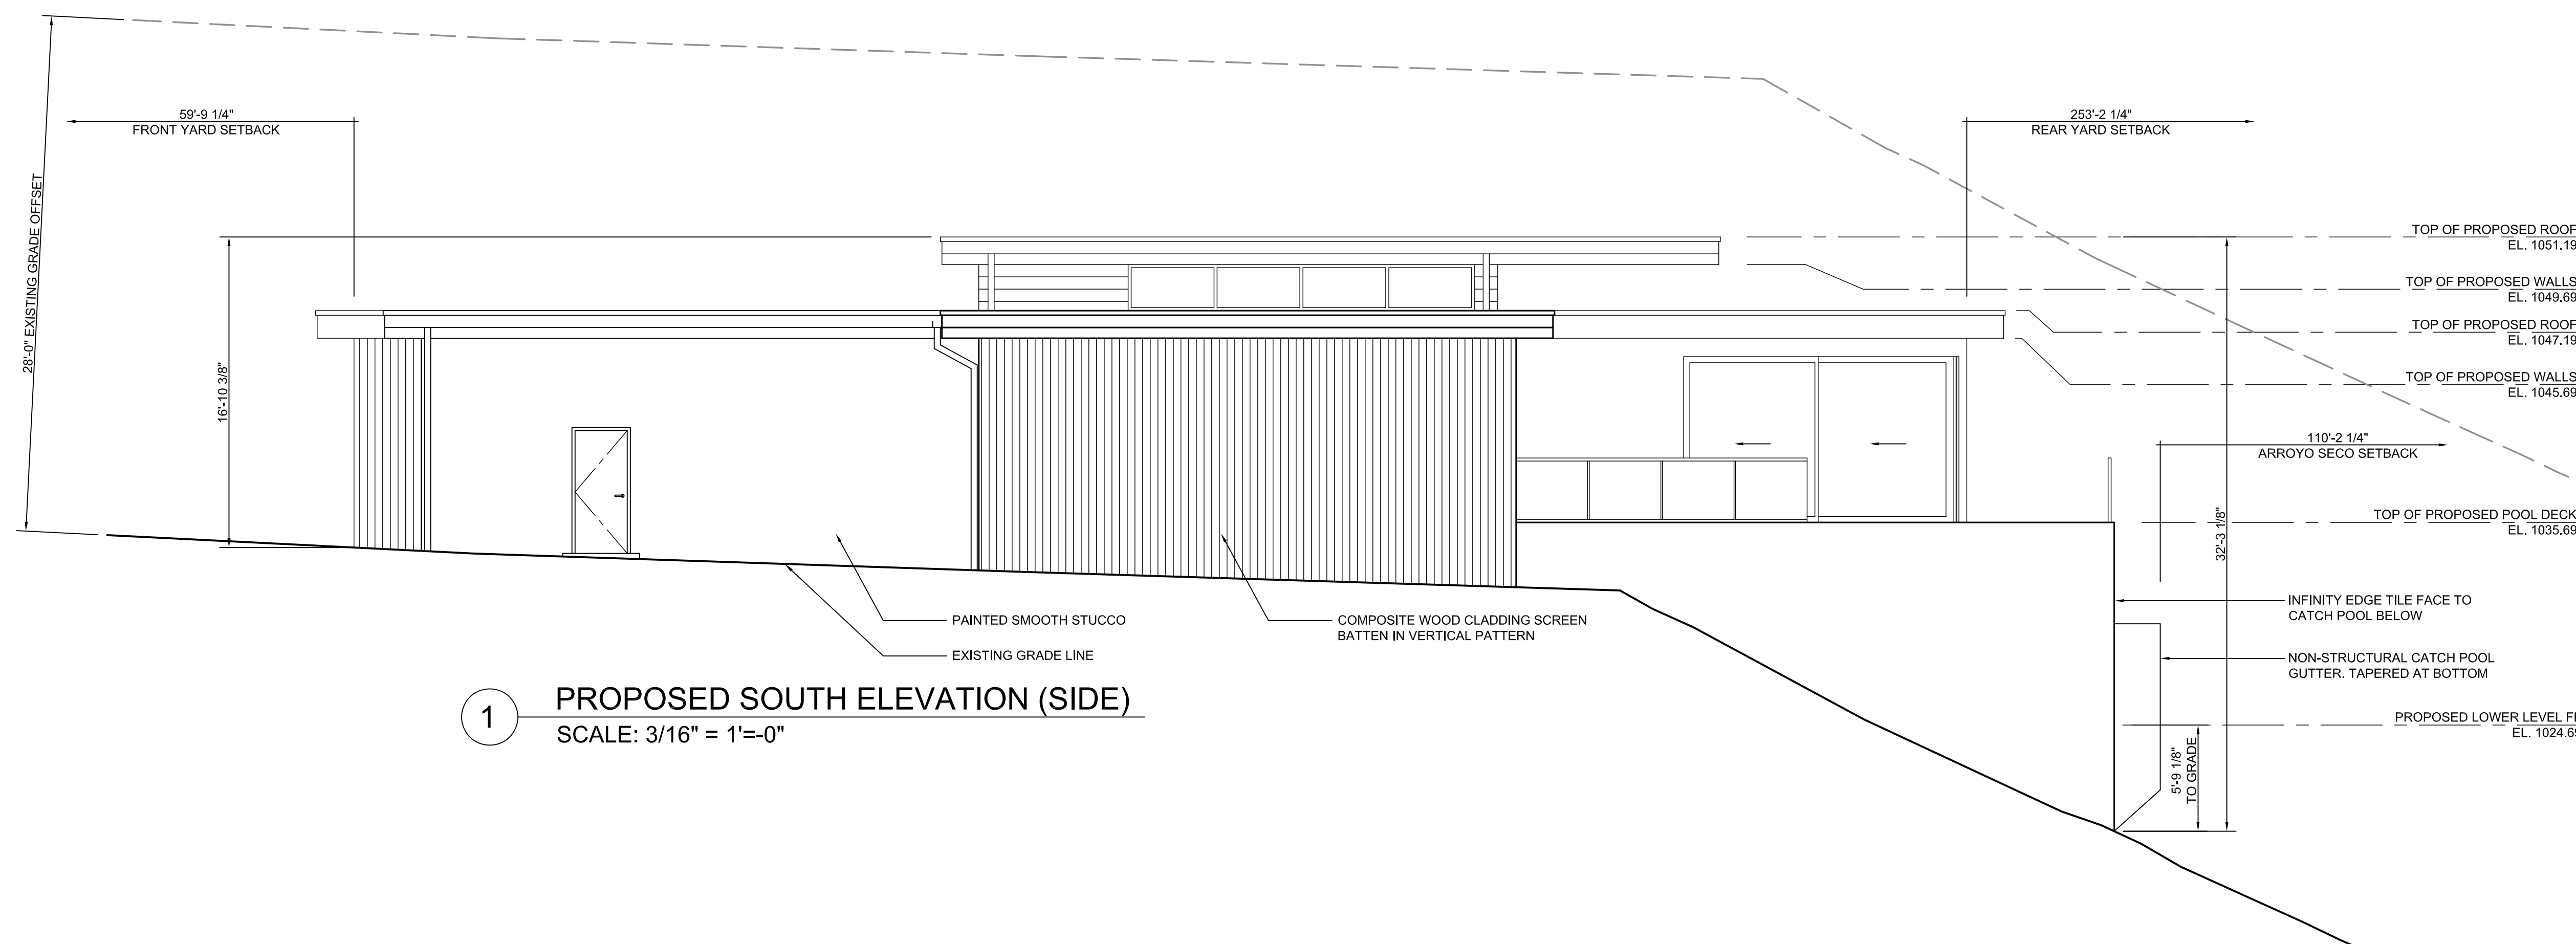 59'-9 1/4"
FRONT YARD SETBACK
253'-2 1/4"
REAR YARD SETBACK
28'-0" EXISTING GRADE OFFSET
16'-10 3/8"
TOP OF PROPOSED ROOF
EL. 1051.19
TOP OF PROPOSED WALLS
EL. 1049.69
TOP OF PROPOSED ROOF
EL. 1047.19
TOP OF PROPOSED WALLS
EL. 1045.69
110'-2 1/4"
ARROYO SECO SETBACK
TOP OF PROPOSED POOL DECK
EL. 1035.69
32'-3 1/8"
INFINITY EDGE TILE FACE TO
CATCH POOL BELOW
PAINTED SMOOTH STUCCO
COMPOSITE WOOD CLADDING SCREEN
BATTEN IN VERTICAL PATTERN
EXISTING GRADE LINE
NON-STRUCTURAL CATCH POOL
GUTTER. TAPERED AT BOTTOM
1
PROPOSED SOUTH ELEVATION (SIDE)
SCALE: 3/16" = 1'=-0"
PROPOSED LOWER LEVEL
EL. 1024.69
5'-9 1/8"
TO GRADE